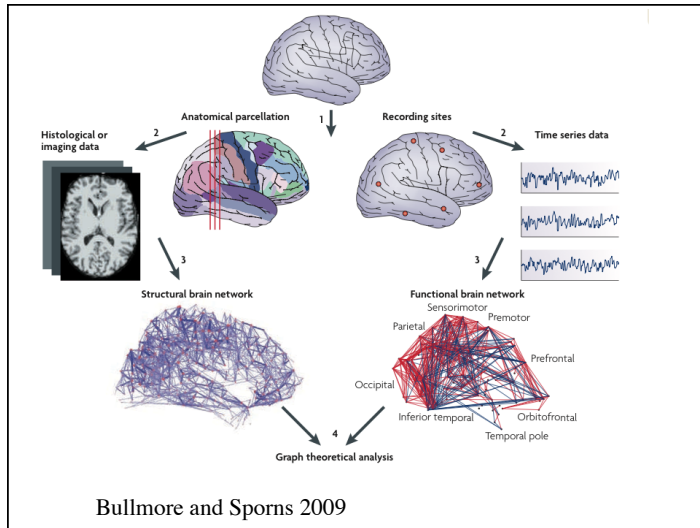 Anatomical parcellation
1
Recording sites
Histological or
imaging data
2
2
Time series data
3
3
Structural brain network
Functional brain network
Sensorimotor
Premotor
Parietal
Prefrontal
Occipital
Inferior temporal
Orbitofrontal
Temporal pole
4
Graph theoretical analysis
Bullmore and Sporns 2009